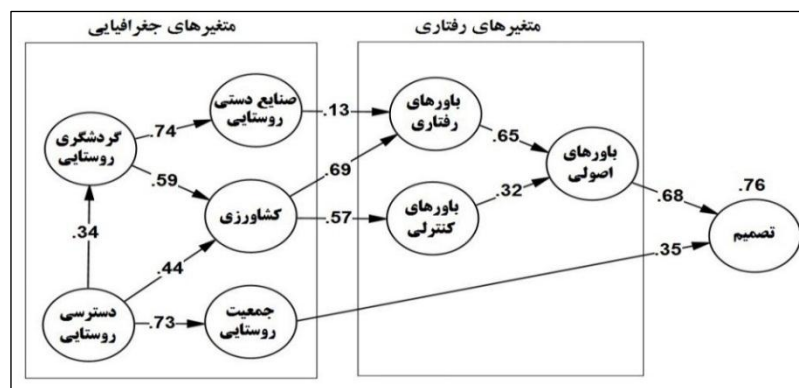 متغیرهای جغرافیایی
متغیرهای رفتاری
صنایع دستی
روستایی
باورهای
رفتاری
گردشگری
روستایی
.74
.13
.65
باورهای
اصولی
.59
.69
.68
.76
کشاورزی
.57
باورهای
کنترلی
.32
تصمیم
.34
.44
.35
دسترسی
روستایی
.73
جمعیت
روستایی